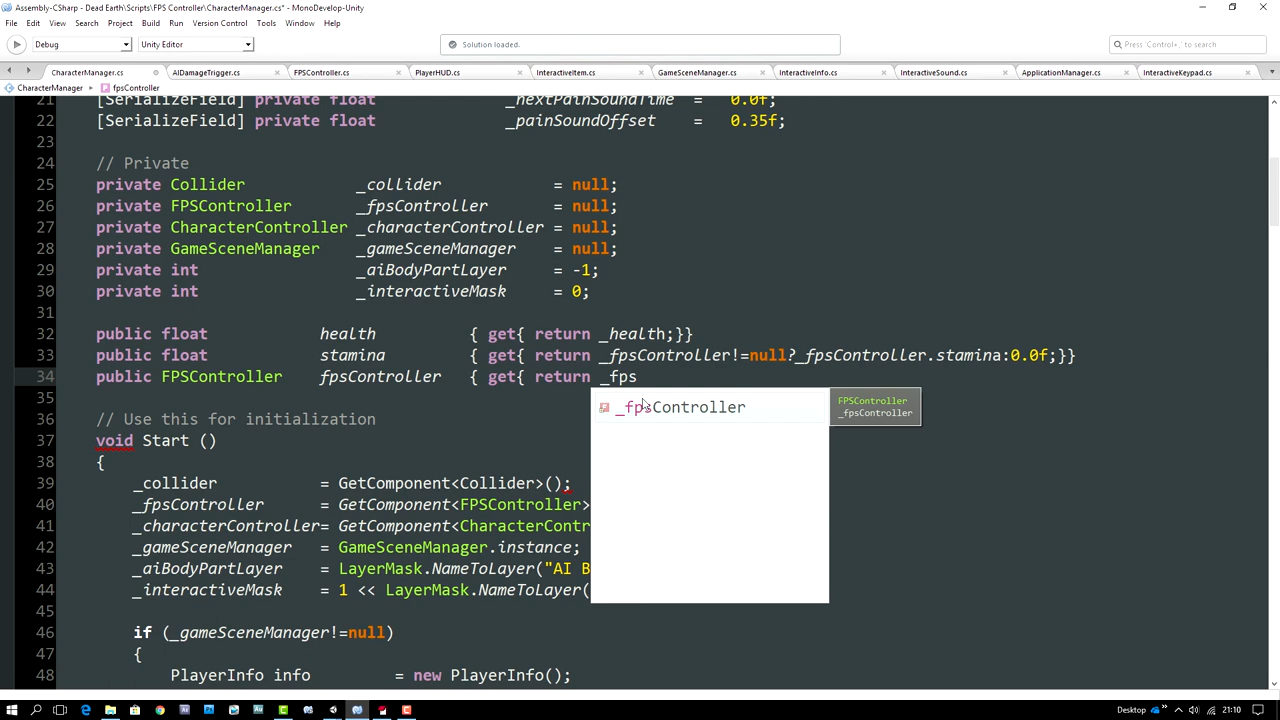 Assembly-CSharp - Dead Earth\Scripts\FPS Controller\CharacterManager.cs* - MonoDevelop-Unity
File Edit View Search Project Build Run Version Control Tools Window Help
Debug Unity Editor Solution loaded. Press 'Control+,' to search
CharacterManager.cs AIDamageTrigger.cs FPSController.cs PlayerHUD.cs InteractiveItem.cs GameSceneManager.cs InteractiveInfo.cs InteractiveSound.cs ApplicationManager.cs InteractiveKeypad.cs
CharacterManager fpsController
21 [SerializeField] private float _nextPainSoundTime = 0.0f;
22 [SerializeField] private float _painSoundOffset = 0.35f;
23
24 // Private
25 private Collider _collider = null;
26 private FPSController _fpsController = null;
27 private CharacterController _characterController = null;
28 private GameSceneManager _gameSceneManager = null;
29 private int _aiBodyPartLayer = -1;
30 private int _interactiveMask = 0;
31
32 public float health { get{ return _health;}}
33 public float stamina { get{ return _fpsController!=null?_fpsController.stamina:0.0f;}}
34 public FPSController fpsController { get{ return _fps
_fpsController
FPSController
_fpsController
35
36 // Use this for initialization
37 void Start ()
38 {
39 _collider = GetComponent<Collider>();
40 _fpsController = GetComponent<FPSController>
41 _characterController= GetComponent<CharacterContr
42 _gameSceneManager = GameSceneManager.instance;
43 _aiBodyPartLayer = LayerMask.NameToLayer("AI B
44 _interactiveMask = 1 << LayerMask.NameToLayer(
45
46 if (_gameSceneManager!=null)
47 {
48 PlayerInfo info = new PlayerInfo();
Desktop 21:10